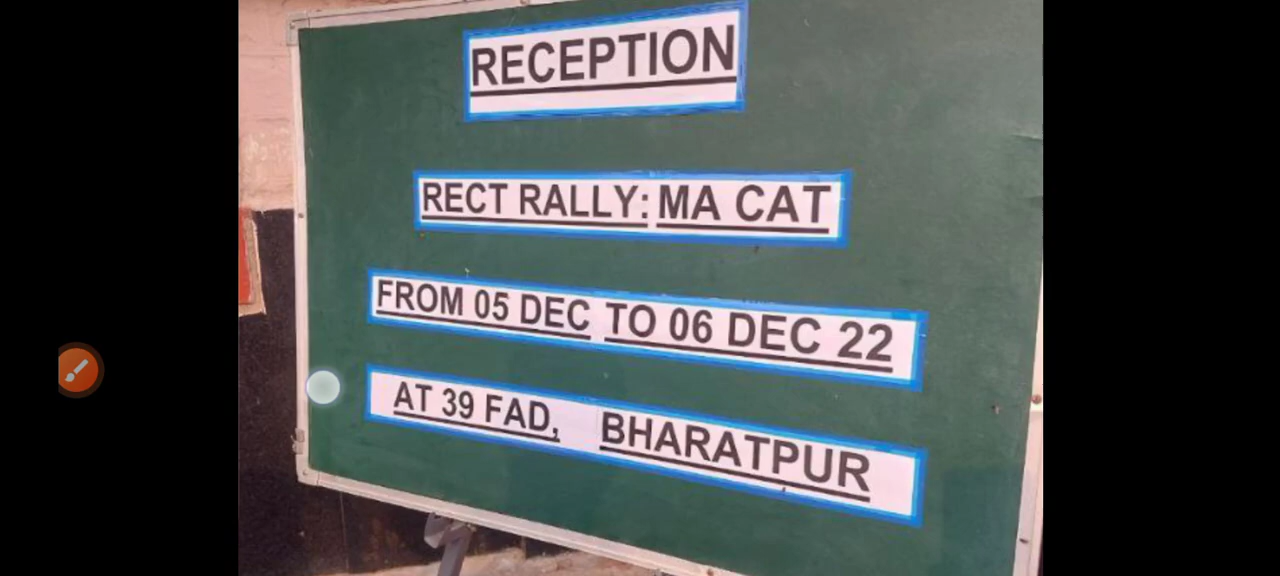 RECEPTION
RECT RALLY: MA CAT
FROM 05 DEC TO 06 DEC 22
AT 39 FAD, BHARATPUR